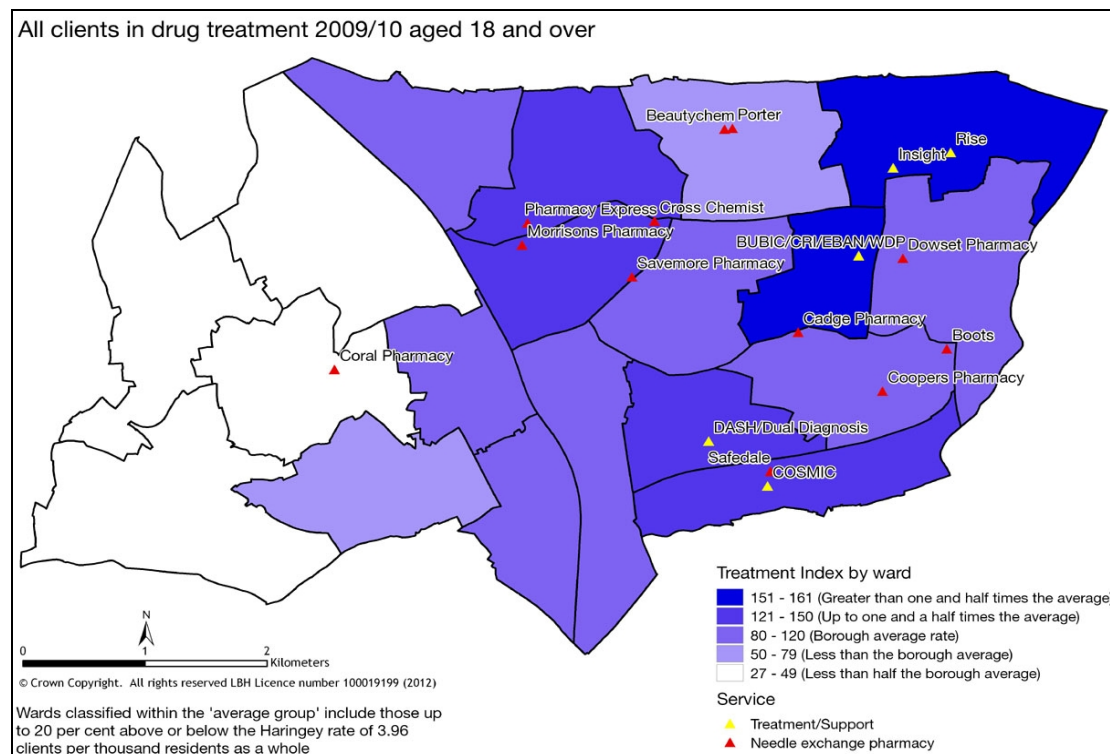 All clients in drug treatment 2009/10 aged 18 and over
Beautychem Porter
Rise
Insight
Pharmacy Express
Cross Chemist
Morrisons Pharmacy
BUBIC/CRI/EBAN/WDP
Dowset Pharmacy
Savemore Pharmacy
Cadge Pharmacy
Boots
Coral Pharmacy
Coopers Pharmacy
DASH/Dual Diagnosis
Safedale
COSMIC
Treatment Index by ward
151 - 161 (Greater than one and half times the average)
121 - 150 (Up to one and a half times the average)
80 - 120 (Borough average rate)
50 - 79 (Less than the borough average)
27 - 49 (Less than half the borough average)
Service
Treatment/Support
Needle exchange pharmacy
N
0 1 2
Kilometers
© Crown Copyright. All rights reserved LBH Licence number 100019199 (2012)
Wards classified within the 'average group' include those up
to 20 per cent above or below the Haringey rate of 3.96
clients per thousand residents as a whole